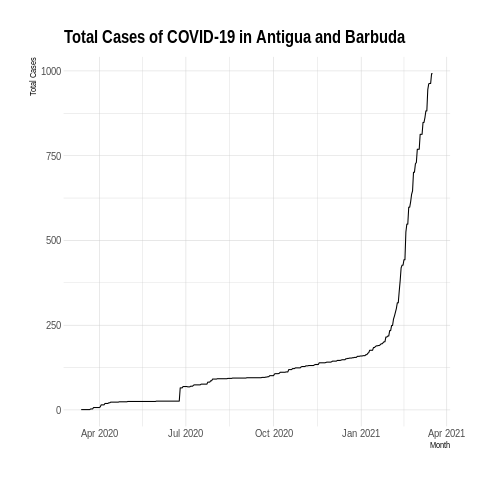 Total Cases of COVID-19 in Antigua and Barbuda
Total Cases
1000
750
500
250
0
Apr 2020 Jul 2020 Oct 2020 Jan 2021 Apr 2021
Month